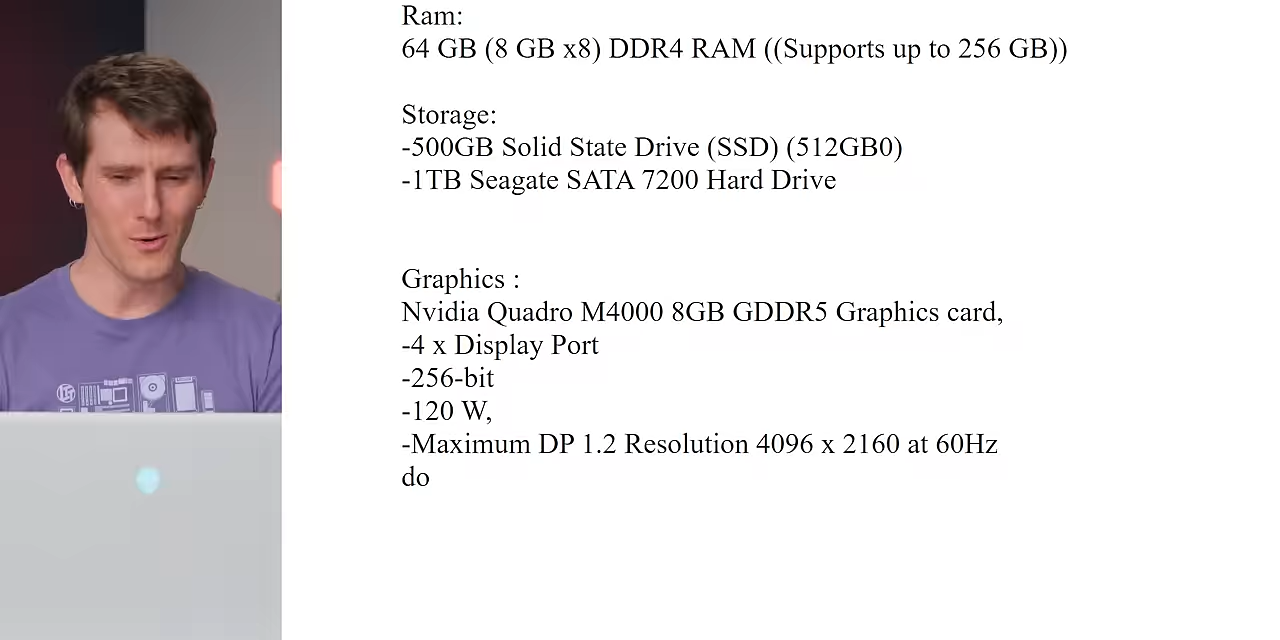 Ram:
64 GB (8 GB x8) DDR4 RAM ((Supports up to 256 GB))
Storage:
-500GB Solid State Drive (SSD) (512GB0)
-1TB Seagate SATA 7200 Hard Drive
Graphics :
Nvidia Quadro M4000 8GB GDDR5 Graphics card,
-4 x Display Port
-256-bit
-120 W,
-Maximum DP 1.2 Resolution 4096 x 2160 at 60Hz
do